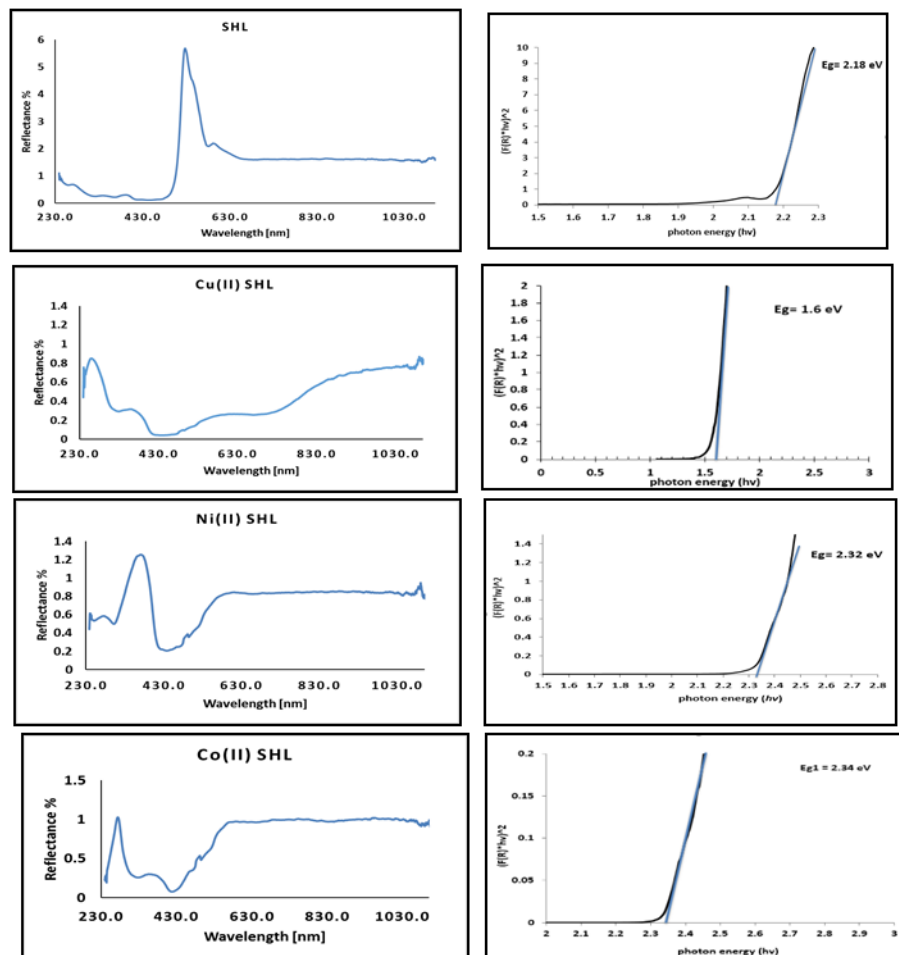 SHL
Reflectance %
6
5
4
3
2
1
0
230.0 430.0 630.0 830.0 1030.0
Wavelength [nm]
(F(R)*hv)^2
10
9
8
7
6
5
4
3
2
1
0
1.5 1.6 1.7 1.8 1.9 2 2.1 2.2 2.3
photon energy (hv)
Eg= 2.18 eV
Cu(II) SHL
Reflectance %
1.4
1.2
1
0.8
0.6
0.4
0.2
0
230.0 430.0 630.0 830.0 1030.0
Wavelength [nm]
(F(R)*hv)^2
2
1.8
1.6
1.4
1.2
1
0.8
0.6
0.4
0.2
0
0 0.5 1 1.5 2 2.5 3
photon energy (hv)
Eg= 1.6 eV
Ni(II) SHL
Reflectance %
1.4
1.2
1
0.8
0.6
0.4
0.2
0
230.0 430.0 630.0 830.0 1030.0
Wavelength [nm]
(F(R)*hv)^2
1.4
1.2
1
0.8
0.6
0.4
0.2
0
1.5 1.6 1.7 1.8 1.9 2 2.1 2.2 2.3 2.4 2.5 2.6 2.7 2.8
photon energy (hv)
Eg= 2.32 eV
Co(II) SHL
Reflectance %
1.5
1
0.5
0
230.0 430.0 630.0 830.0 1030.0
Wavelength [nm]
(F(R)*hv)^2
0.2
0.15
0.1
0.05
0
2 2.1 2.2 2.3 2.4 2.5 2.6 2.7 2.8 2.9 3
photon energy (hv)
Eg1 = 2.34 eV